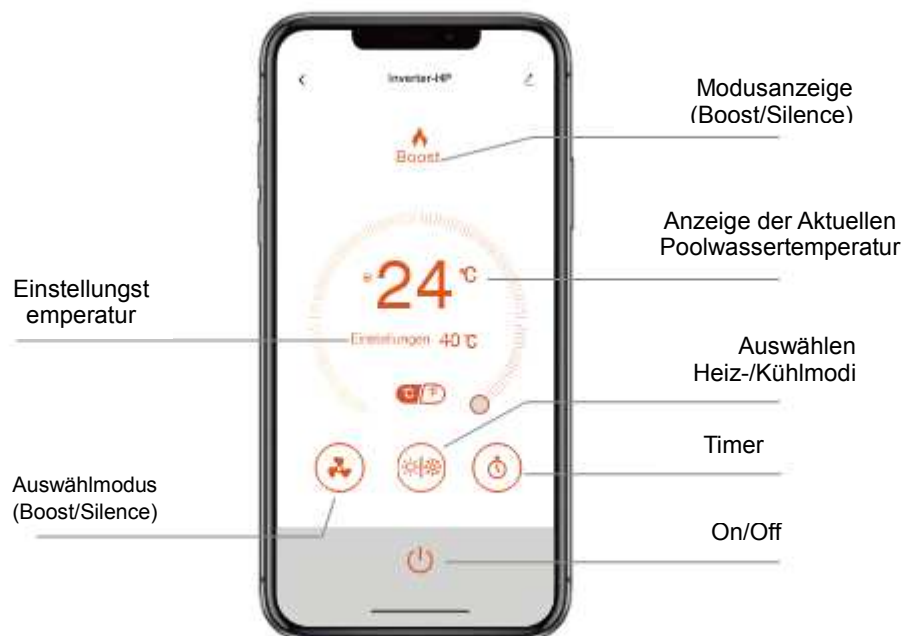 Inverter-HP
Modusanzeige
(Boost/Silence)
Boost
Anzeige der Aktuellen
Poolwassertemperatur
24 °C
Einstellungst
emperatur
Einstellungen 40 °C
Auswählen
Heiz-/Kühlmodi
°C °F
Timer
Auswählmodus
(Boost/Silence)
On/Off